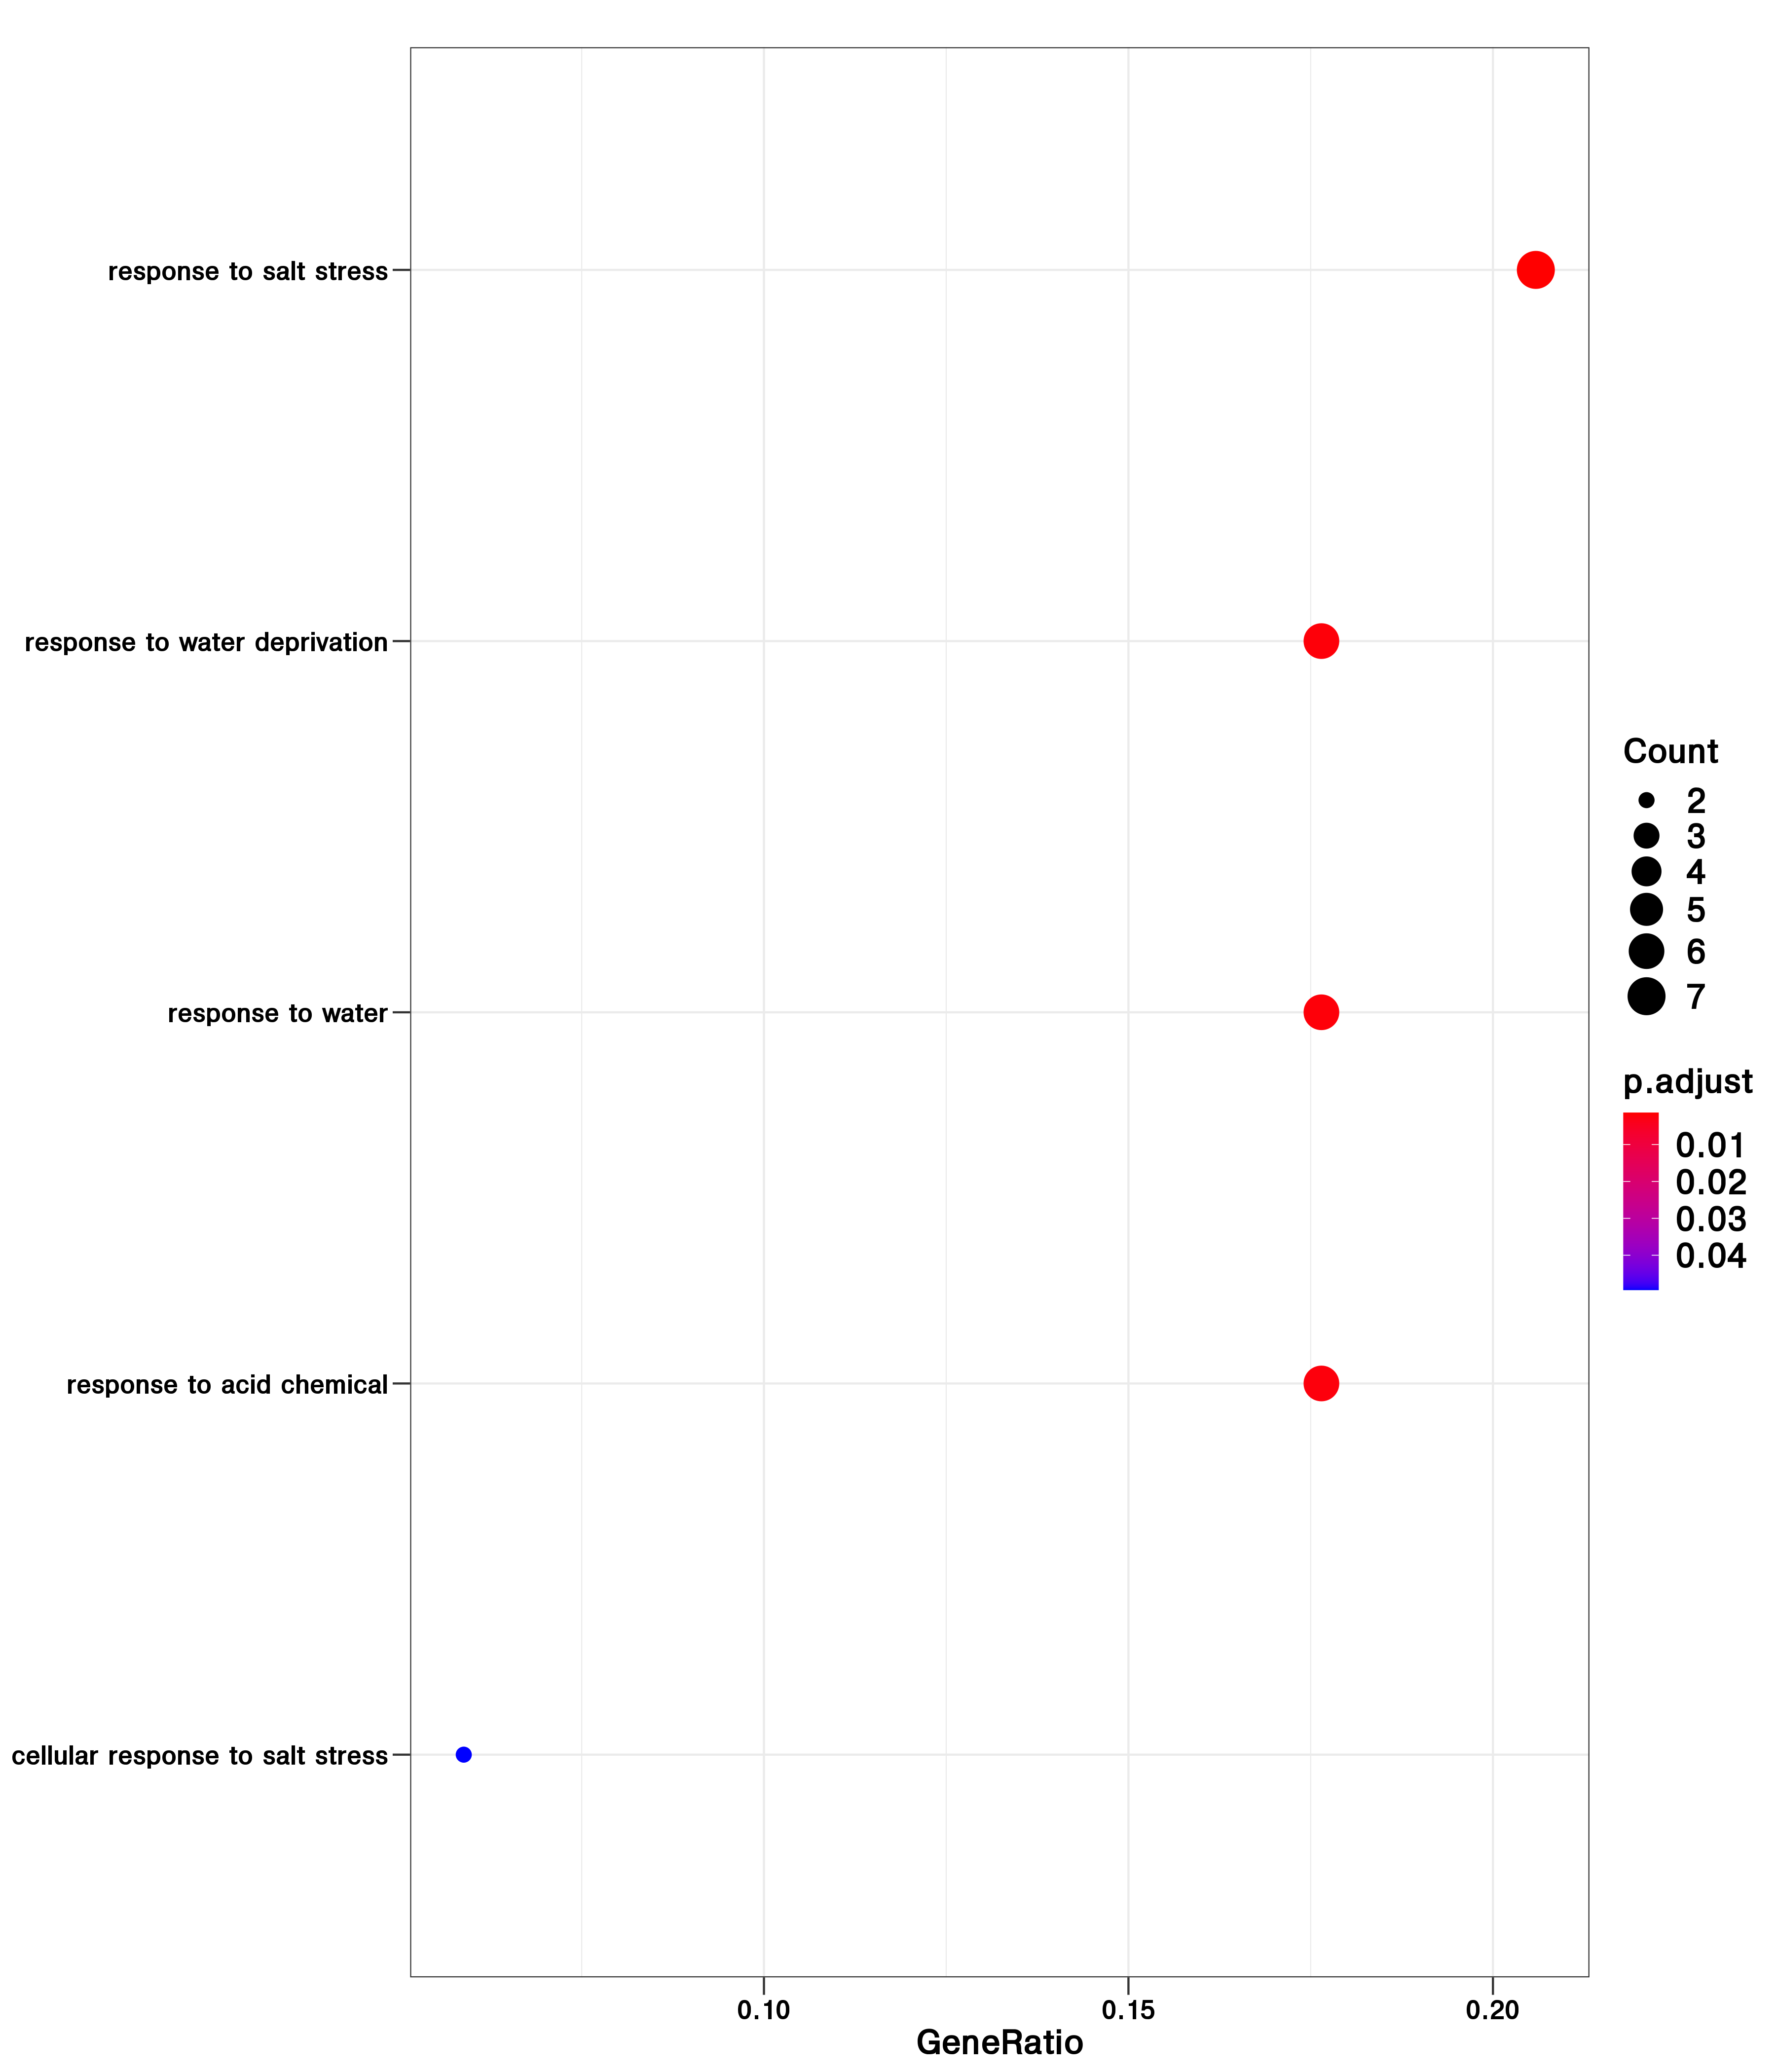 response to salt stress
response to water deprivation
response to water
response to acid chemical
cellular response to salt stress
0.10
0.15
0.20
GeneRatio
Count
2
3
4
5
6
7
p.adjust
0.01
0.02
0.03
0.04